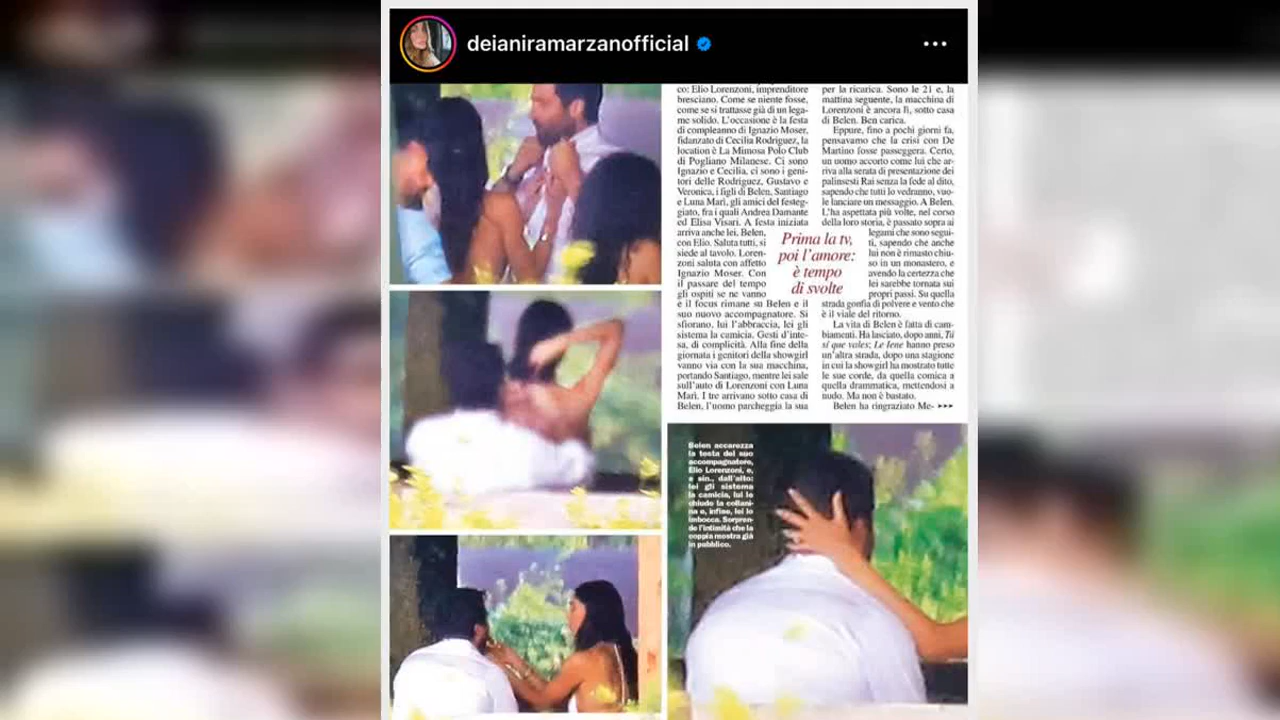 deianiramarzanofficial
co: Elio Lorenzoni, imprenditore
bresciano. Come se niente fosse,
come se si trattasse già di un lega-
me solido. L'occasione è la festa
di compleanno di Ignazio Moser,
fidanzato di Cecilia Rodriguez, la
location è La Mimosa Polo Club
di Pogliano Milanese. Ci sono
Ignazio e Cecilia, ci sono i geni-
tori delle Rodriguez, Gustavo e
Veronica, i figli di Belen, Santiago
e Luna Marì, gli amici del festeg-
giato, fra i quali Andrea Damante
ed Elisa Visari. A festa iniziata
arriva anche lei, Belen,
con Elio. Saluta tutti, si
siede al tavolo. Loren-
zoni saluta con affetto
Ignazio Moser. Con
il passare del tempo
gli ospiti se ne vanno
e il focus rimane su Belen e il
suo nuovo accompagnatore. Si
sfiorano, lui l'abbraccia, lei gli
sistema la camicia. Gesti d'inte-
sa, di complicità. Alla fine della
giornata i genitori della showgirl
vanno via con la sua macchina,
portando Santiago, mentre lei sale
sull'auto di Lorenzoni con Luna
Marì. I tre arrivano sotto casa di
Belen, l'uomo parcheggia la sua
per la ricarica. Sono le 21 e, la
mattina seguente, la macchina di
Lorenzoni è ancora lì, sotto casa
di Belen. Ben carica.
Eppure, fino a pochi giorni fa,
pensavamo che la crisi con De
Martino fosse passeggera. Certo,
un uomo accorto come lui che ar-
riva alla serata di presentazione dei
palinsesti Rai senza la fede al dito,
sapendo che tutti lo vedranno, vuo-
le lanciare un messaggio. A Belen.
L'ha aspettata più volte, nel corso
della loro storia, è passato sopra ai
legami che sono segui-
ti, sapendo che anche
lui non è rimasto chiu-
so in un monastero, e
avendo la certezza che
lei sarebbe tornata sui
propri passi. Su quella
strada gonfia di polvere e vento che
è il viale del ritorno.
La vita di Belen è fatta di cam-
biamenti. Ha lasciato, dopo anni, Tú
sí que vales; Le Iene hanno preso
un'altra strada, dopo una stagione
in cui la showgirl ha mostrato tutte
le sue corde, da quella comica a
quella drammatica, mettendosi a
nudo. Ma non è bastato.
Belen ha ringraziato Me- ►►►
Prima la tv,
poi l'amore:
è tempo
di svolte
Belen accarezza
la testa del suo
accompagnatore,
Elio Lorenzoni, e,
a sin., dall'alto:
lei gli sistema
la camicia, lui le
chiude la collani-
na e, infine, lei lo
imbocca. Sorpren-
de l'intimità che la
coppia mostra già
in pubblico.